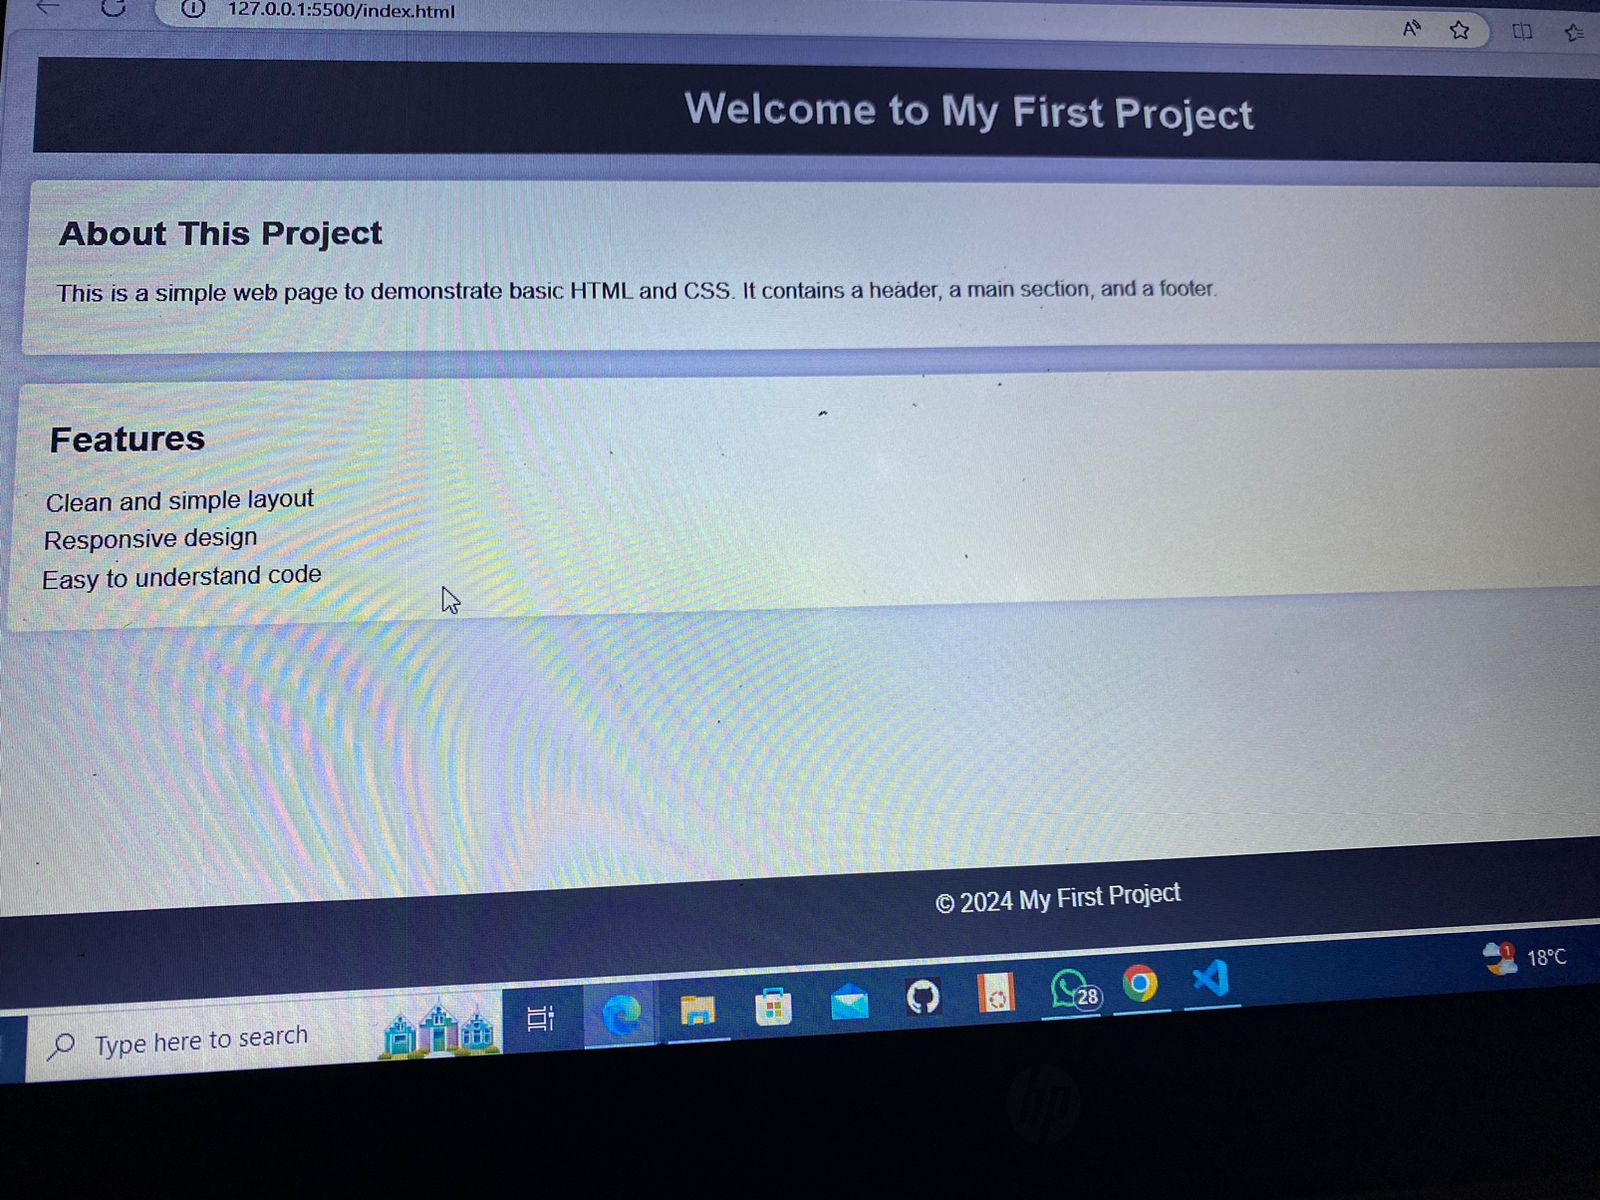 127.0.0.1:5500/index.html
Welcome to My First Project
About This Project
This is a simple web page to demonstrate basic HTML and CSS. It contains a header, a main section, and a footer.
Features
Clean and simple layout
Responsive design
Easy to understand code
© 2024 My First Project
Type here to search
28
1
18°C
hp